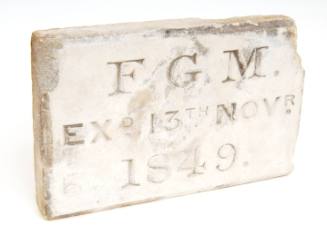 F. G. M.
EXᴰ 13ᵀᴴ NOVᴿ.
1849.